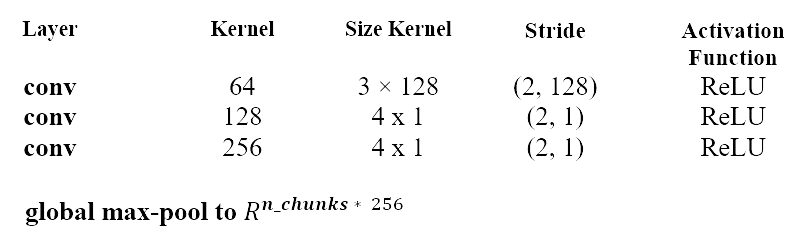 Layer Kernel Size Kernel Stride Activation Function
conv 64 3 × 128 (2, 128) ReLU
conv 128 4 x 1 (2, 1) ReLU
conv 256 4 x 1 (2, 1) ReLU
global max-pool to R^n_chunks * 256